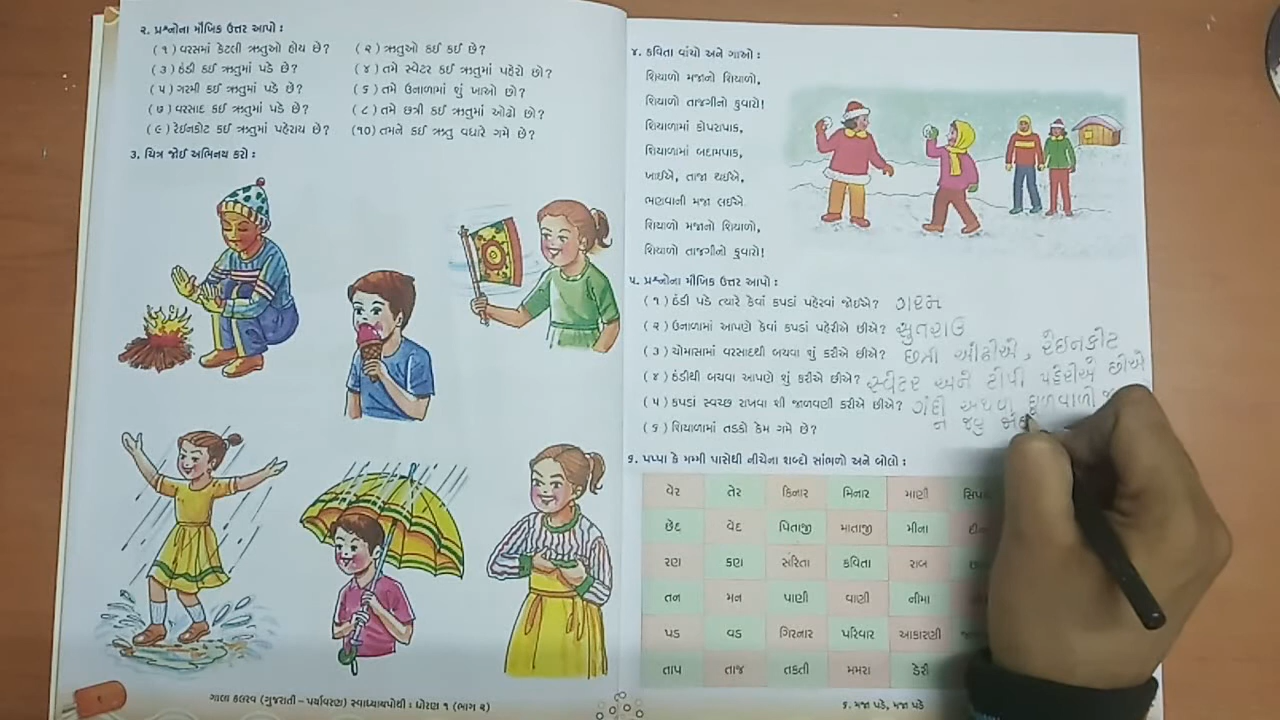 ૨. પ્રશ્નોના મૌખિક ઉત્તર આપો :
(૧) વરસમાં કેટલી ઋતુઓ હોય છે? (૨) ઋતુઓ કઈ કઈ છે?
(૩) ઠંડી કઈ ઋતુમાં પડે છે? (૪) તમે સ્વેટર કઈ ઋતુમાં પહેરો છો?
(૫) ગરમી કઈ ઋતુમાં પડે છે? (૬) તમે ઉનાળામાં શું ખાઓ છો?
(૭) વરસાદ કઈ ઋતુમાં પડે છે? (૮) તમે છત્રી કઈ ઋતુમાં ઓઢો છો?
(૯) રેઇનકોટ કઈ ઋતુમાં પહેરાય છે? (૧૦) તમને કઈ ઋતુ વધારે ગમે છે?
૩. ચિત્ર જોઈ અભિનય કરો :
ગાલા કલરવ (ગુજરાતી – પર્યાવરણ) સ્વાધ્યાયપોથી : ધોરણ ૧ (ભાગ ૨)
૪. કવિતા વાંચો અને ગાઓ :
શિયાળો મજાનો શિયાળો,
શિયાળો તાજગીનો ફુવારો!
શિયાળામાં કોપરાપાક,
શિયાળામાં બદામપાક,
ખાઈએ, તાજા થઈએ,
ભણવાની મજા લઈએ.
શિયાળો મજાનો શિયાળો,
શિયાળો તાજગીનો ફુવારો!
૫. પ્રશ્નોના મૌખિક ઉત્તર આપો :
(૧) ઠંડી પડે ત્યારે કેવાં કપડાં પહેરવાં જોઈએ? ગરમ
(૨) ઉનાળામાં આપણે કેવાં કપડાં પહેરીએ છીએ? સુતરાઉ
(૩) ચોમાસામાં વરસાદથી બચવા શું કરીએ છીએ? છત્રી ઓઢીએ, રેઇનકોટ
(૪) ઠંડીથી બચવા આપણે શું કરીએ છીએ? સ્વેટર અને ટોપી પહેરીએ છીએ
(૫) કપડાં સ્વચ્છ રાખવા શી જાળવણી કરીએ છીએ? ગંદી અથવા ધૂળવાળી
ન જવું
(૬) શિયાળામાં તડકો કેમ ગમે છે?
૬. પપ્પા કે મમ્મી પાસેથી નીચેના શબ્દો સાંભળો અને બોલો :
વેર તેર કિનાર મિનાર માણી
છેદ વેદ પિતાજી માતાજી મીના
રણ કણ સરિતા કવિતા રાબ
તન મન પાણી વાણી નીમા
પડ વડ ગિરનાર પરિવાર આકારણી
તાપ તાજ તકતી મમરા ડેરી
૬. મજા પડે, મજા પડે